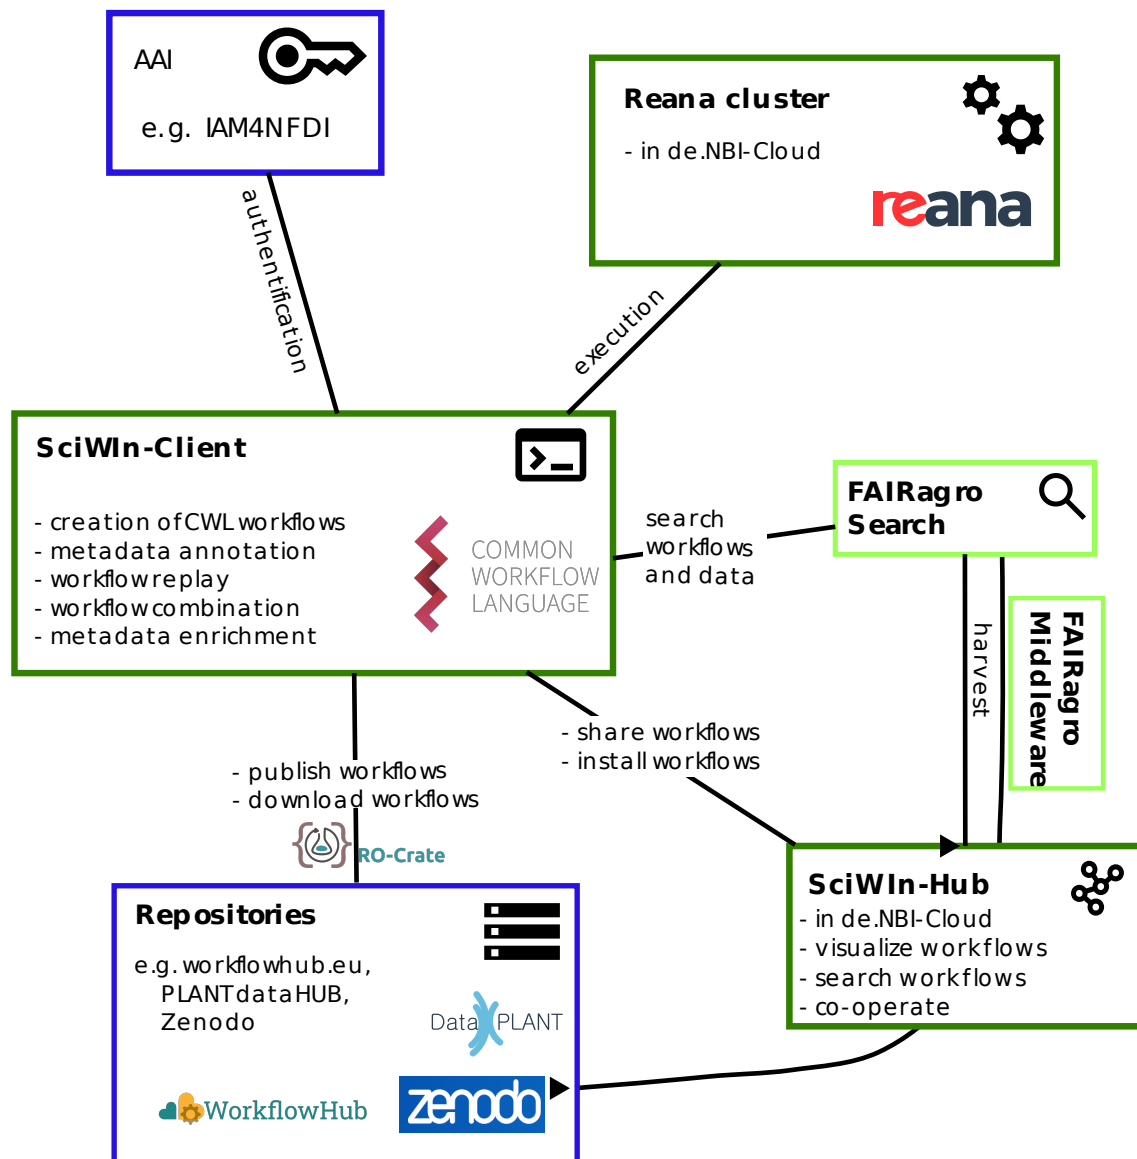 AAI
e.g. IAM4NFDI
Reana cluster
- in de.NBI-Cloud
reana
authentification
execution
SciWIn-Client
- creation of CWL workflows
- metadata annotation
- workflow replay
- workflow combination
- metadata enrichment
COMMON
WORKFLOW
LANGUAGE
search
workflows
and data
FAIRagro
Search
harvest
FAIRagro
Middleware
- share workflows
- install workflows
- publish workflows
- download workflows
RO-Crate
Repositories
e.g. workflowhub.eu,
PLANTdataHUB,
Zenodo
DataPLANT
WorkflowHub
zenodo
SciWIn-Hub
- in de.NBI-Cloud
- visualize workflows
- search workflows
- co-operate